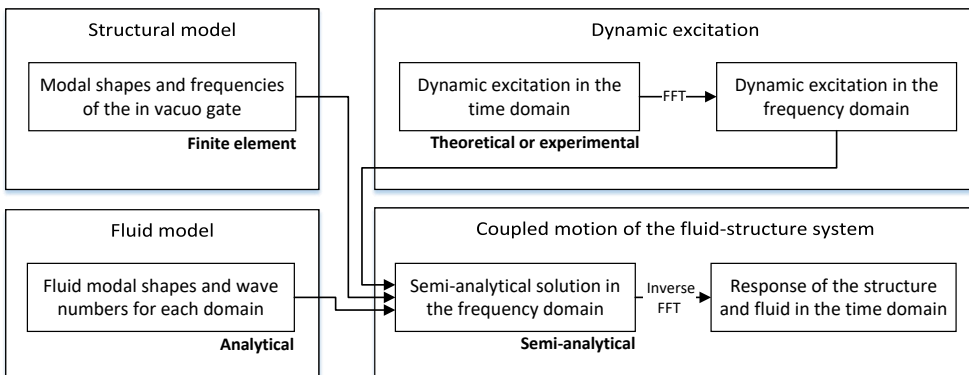 Structural model
Modal shapes and frequencies
of the in vacuo gate
Finite element
Dynamic excitation
Dynamic excitation in the
time domain
Theoretical or experimental
FFT
Dynamic excitation in the
frequency domain
Fluid model
Fluid modal shapes and wave
numbers for each domain
Analytical
Coupled motion of the fluid-structure system
Semi-analytical solution in
the frequency domain
Semi-analytical
Inverse
FFT
Response of the structure
and fluid in the time domain